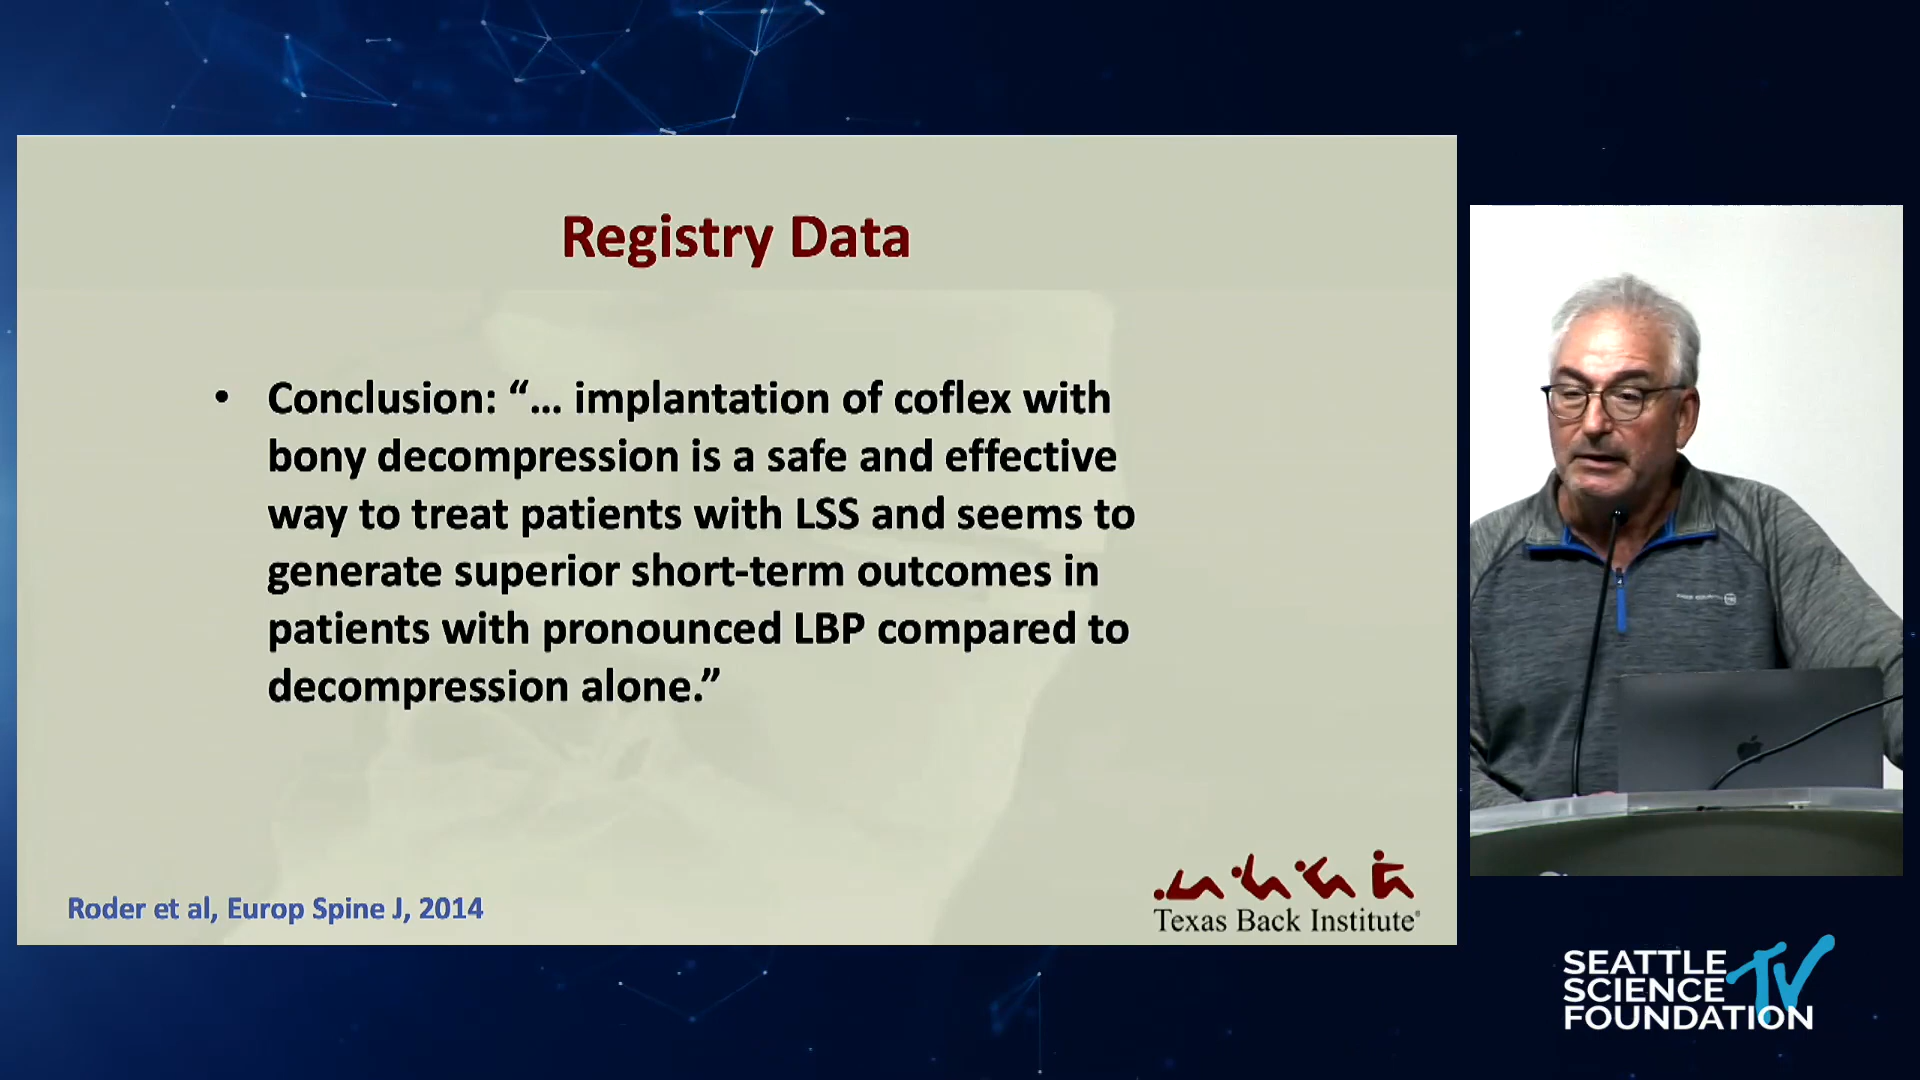 Registry Data
• Conclusion: “... implantation of coflex with
bony decompression is a safe and effective
way to treat patients with LSS and seems to
generate superior short-term outcomes in
patients with pronounced LBP compared to
decompression alone.”
Roder et al, Europ Spine J, 2014
Texas Back Institute®
SEATTLE
SCIENCE TV
FOUNDATION